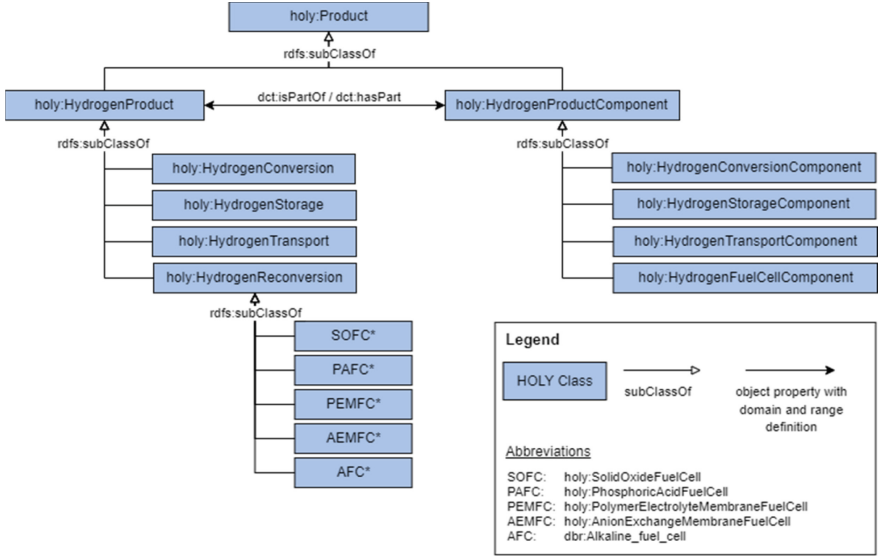 holy:Product
rdfs:subClassOf
holy:HydrogenProduct
dct:isPartOf / dct:hasPart
holy:HydrogenProductComponent
rdfs:subClassOf
rdfs:subClassOf
holy:HydrogenConversion
holy:HydrogenConversionComponent
holy:HydrogenStorage
holy:HydrogenStorageComponent
holy:HydrogenTransport
holy:HydrogenTransportComponent
holy:HydrogenReconversion
holy:HydrogenFuelCellComponent
rdfs:subClassOf
SOFC*
PAFC*
PEMFC*
AEMFC*
AFC*
Legend
HOLY Class
subClassOf
object property with
domain and range
definition
Abbreviations
SOFC: holy:SolidOxideFuelCell
PAFC: holy:PhosphoricAcidFuelCell
PEMFC: holy:PolymerElectrolyteMembraneFuelCell
AEMFC: holy:AnionExchangeMembraneFuelCell
AFC: dbr:Alkaline_fuel_cell